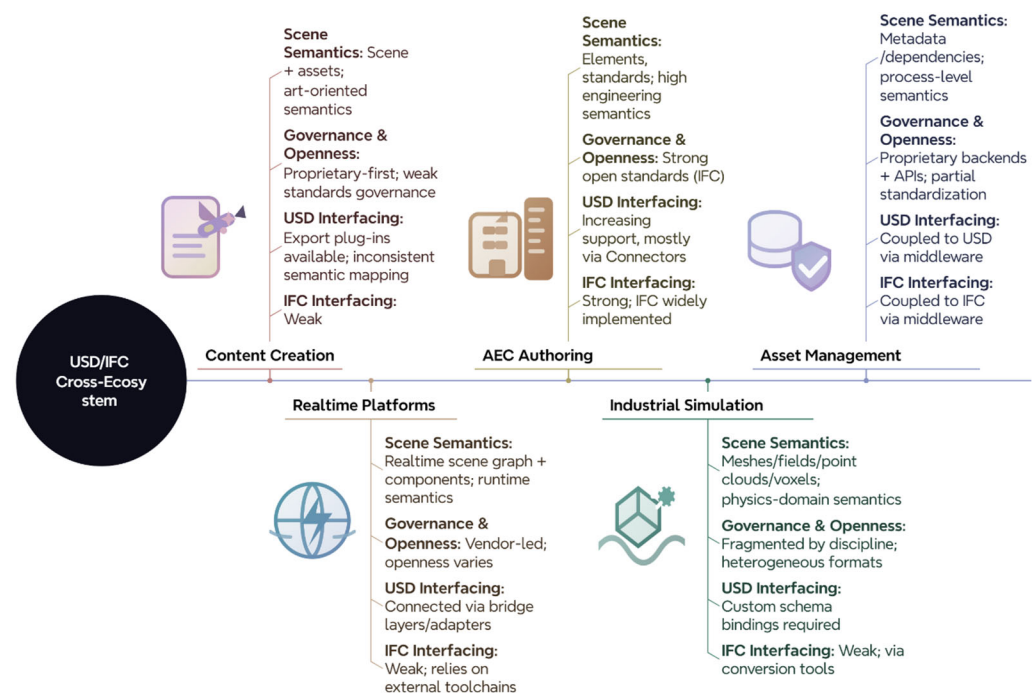 USD/IFC
Cross-Ecosy
stem
Scene
Semantics: Scene
+ assets;
art-oriented
semantics
Governance &
Openness:
Proprietary-first; weak
standards governance
USD Interfacing:
Export plug-ins
available; inconsistent
semantic mapping
IFC Interfacing:
Weak
Content Creation
Realtime Platforms
Scene Semantics:
Realtime scene graph +
components; runtime
semantics
Governance &
Openness: Vendor-led;
openness varies
USD Interfacing:
Connected via bridge
layers/adapters
IFC Interfacing:
Weak; relies on
external toolchains
Scene
Semantics:
Elements,
standards; high
engineering
semantics
Governance &
Openness: Strong
open standards (IFC)
USD Interfacing:
Increasing
support, mostly
via Connectors
IFC Interfacing:
Strong; IFC widely
implemented
AEC Authoring
Industrial Simulation
Scene Semantics:
Meshes/fields/point
clouds/voxels;
physics-domain semantics
Governance & Openness:
Fragmented by discipline;
heterogeneous formats
USD Interfacing:
Custom schema
bindings required
IFC Interfacing: Weak; via
conversion tools
Scene Semantics:
Metadata
/dependencies;
process-level
semantics
Governance &
Openness:
Proprietary backends
+ APIs; partial
standardization
USD Interfacing:
Coupled to USD
via middleware
IFC Interfacing:
Coupled to IFC
via middleware
Asset Management